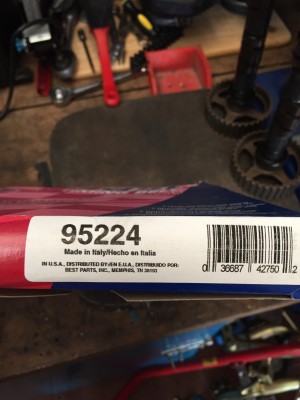 95224
Made in Italy/Hecho en Italia
IN U.S.A., DISTRIBUTED BY:/EN E.U.A., DISTRIBUIDO POR:
BEST PARTS, INC., MEMPHIS, TN 38193
0 36687 42750 2